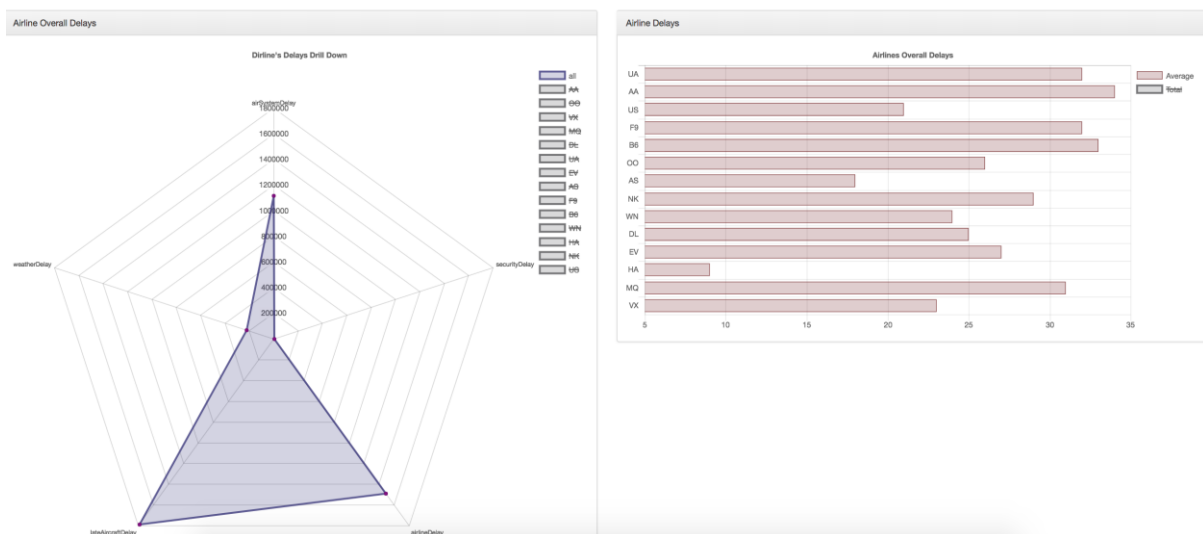 Airline Overall Delays
Dirline's Delays Drill Down
all
AA
OO
VX
MQ
DL
UA
EV
AS
F9
B6
WN
HA
NK
US
airSystemDelay
1800000
1600000
1400000
1200000
1000000
800000
600000
400000
200000
weatherDelay
securityDelay
lateAircraftDelay
airlineDelay
Airline Delays
Airlines Overall Delays
Average
Total
UA
AA
US
F9
B6
OO
AS
NK
WN
DL
EV
HA
MQ
VX
5 10 15 20 25 30 35